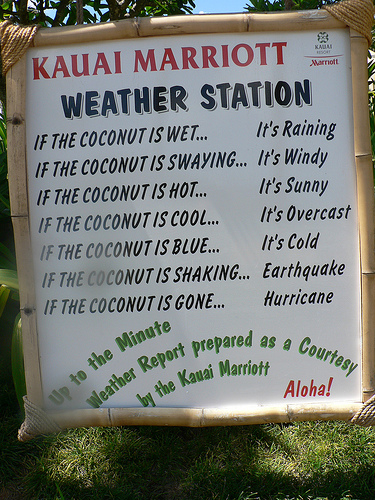 KAUAI MARRIOTT
KAUAI
RESORT
Marriott
WEATHER STATION
IF THE COCONUT IS WET... It's Raining
IF THE COCONUT IS SWAYING... It's Windy
IF THE COCONUT IS HOT... It's Sunny
IF THE COCONUT IS COOL... It's Overcast
IF THE COCONUT IS BLUE... It's Cold
IF THE COCONUT IS SHAKING... Earthquake
IF THE COCONUT IS GONE... Hurricane
Up to the Minute
Weather Report prepared as a Courtesy
by the Kauai Marriott
Aloha!